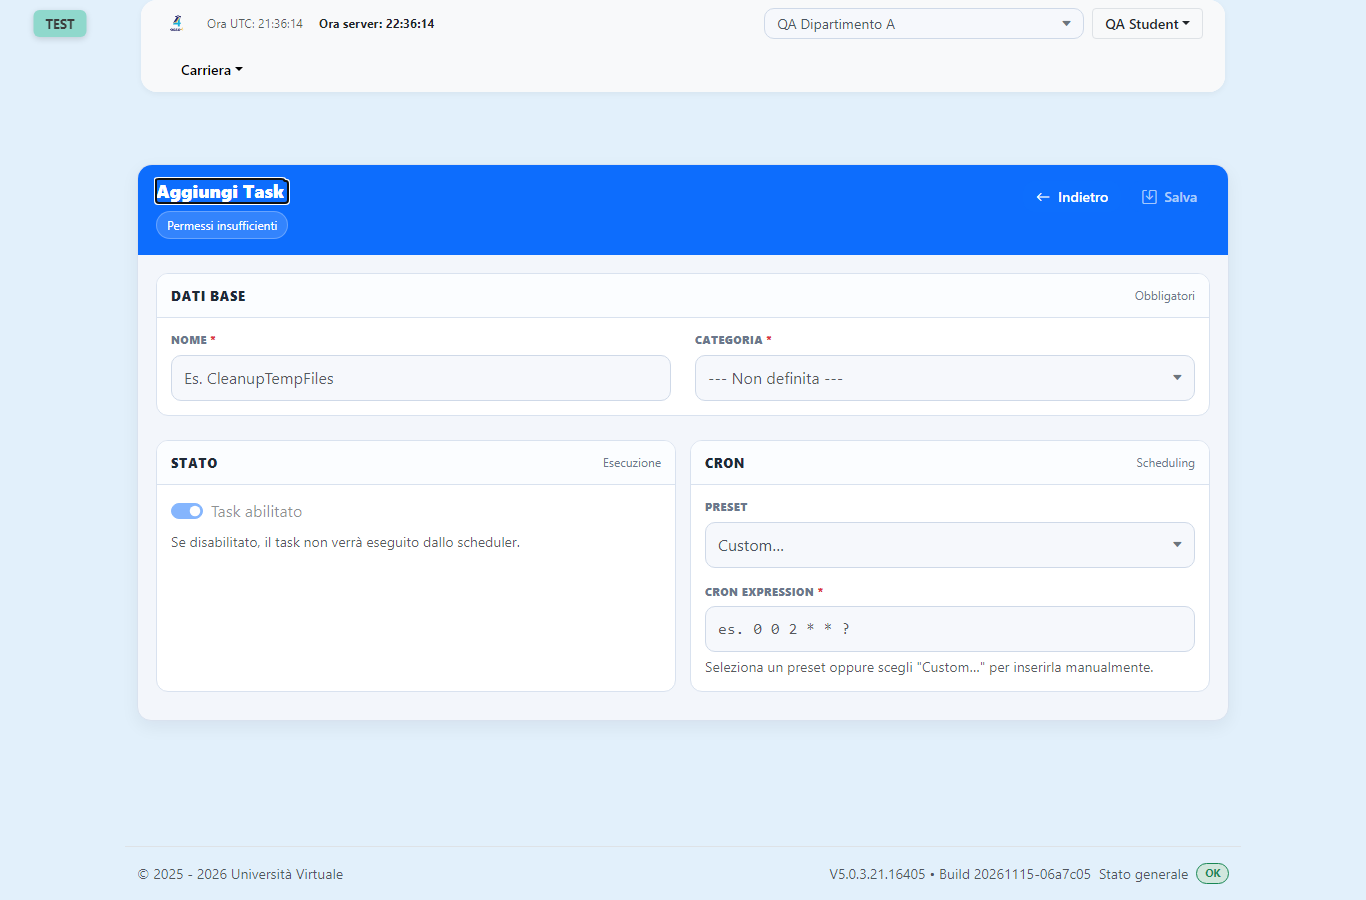 TEST
Ora UTC: 21:36:14 Ora server: 22:36:14
QA Dipartimento A
QA Student
Carriera
Aggiungi Task
Permessi insufficienti
Indietro
Salva
DATI BASE
Obbligatori
NOME *
Es. CleanupTempFiles
CATEGORIA *
--- Non definita ---
STATO
Esecuzione
Task abilitato
Se disabilitato, il task non verrà eseguito dallo scheduler.
CRON
Scheduling
PRESET
Custom...
CRON EXPRESSION *
es. 0 0 2 * * ?
Seleziona un preset oppure scegli "Custom..." per inserirla manualmente.
© 2025 - 2026 Università Virtuale
V5.0.3.21.16405 • Build 20261115-06a7c05 Stato generale OK